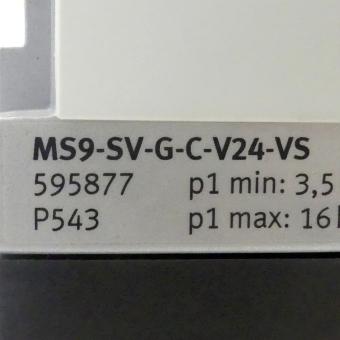 MS9-SV-G-C-V24-VS
595877 p1 min: 3,5
P543 p1 max: 16